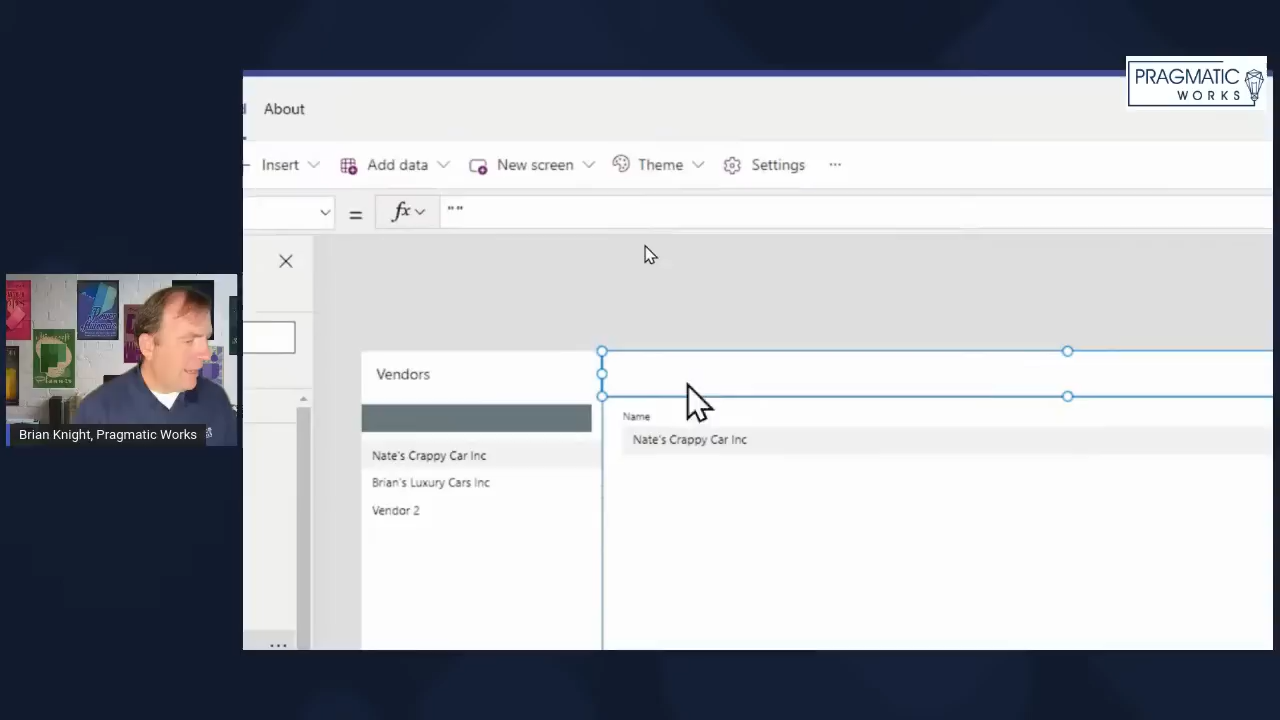 PRAGMATIC
WORKS
About
Insert
Add data
New screen
Theme
Settings
...
= fx ""
Vendors
Name
Nate's Crappy Car Inc
Nate's Crappy Car Inc
Brian's Luxury Cars Inc
Vendor 2
Brian Knight, Pragmatic Works
...